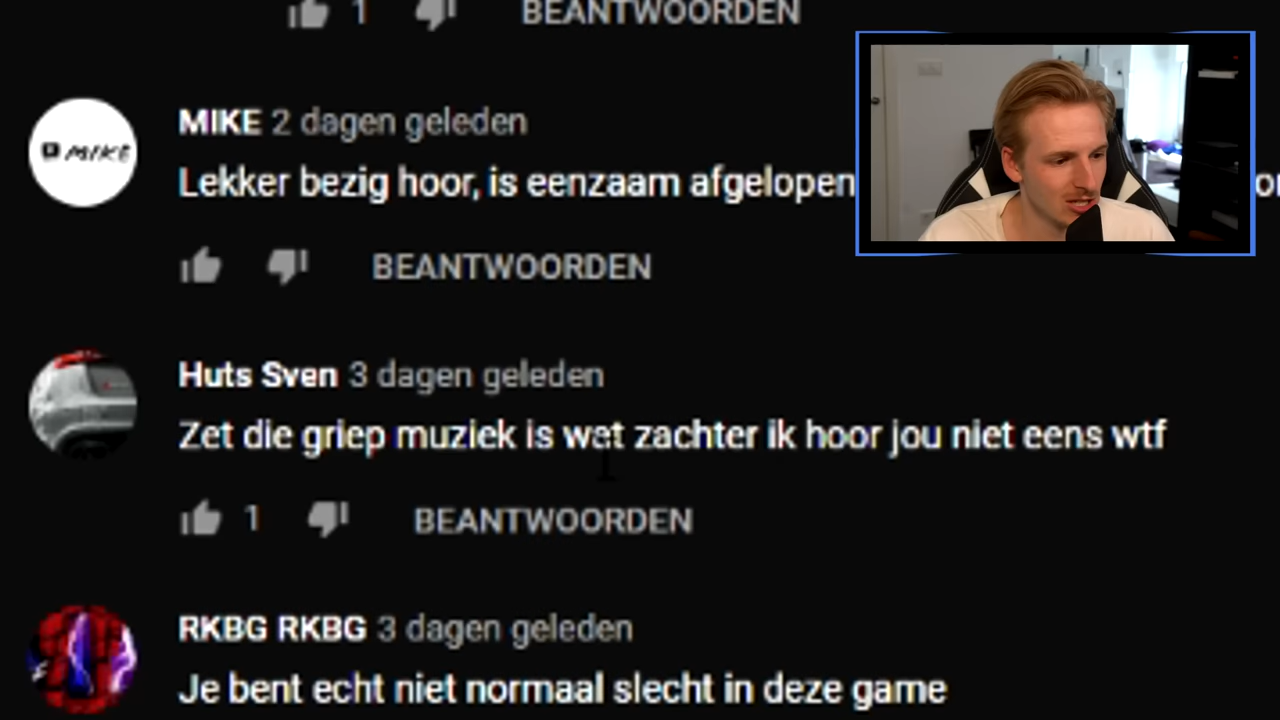 1 BEANTWOORDEN
MIKE 2 dagen geleden
MIKE
Lekker bezig hoor, is eenzaam afgelopen
BEANTWOORDEN
Huts Sven 3 dagen geleden
Zet die griep muziek is wat zachter ik hoor jou niet eens wtf
1 BEANTWOORDEN
RKBG RKBG 3 dagen geleden
Je bent echt niet normaal slecht in deze game